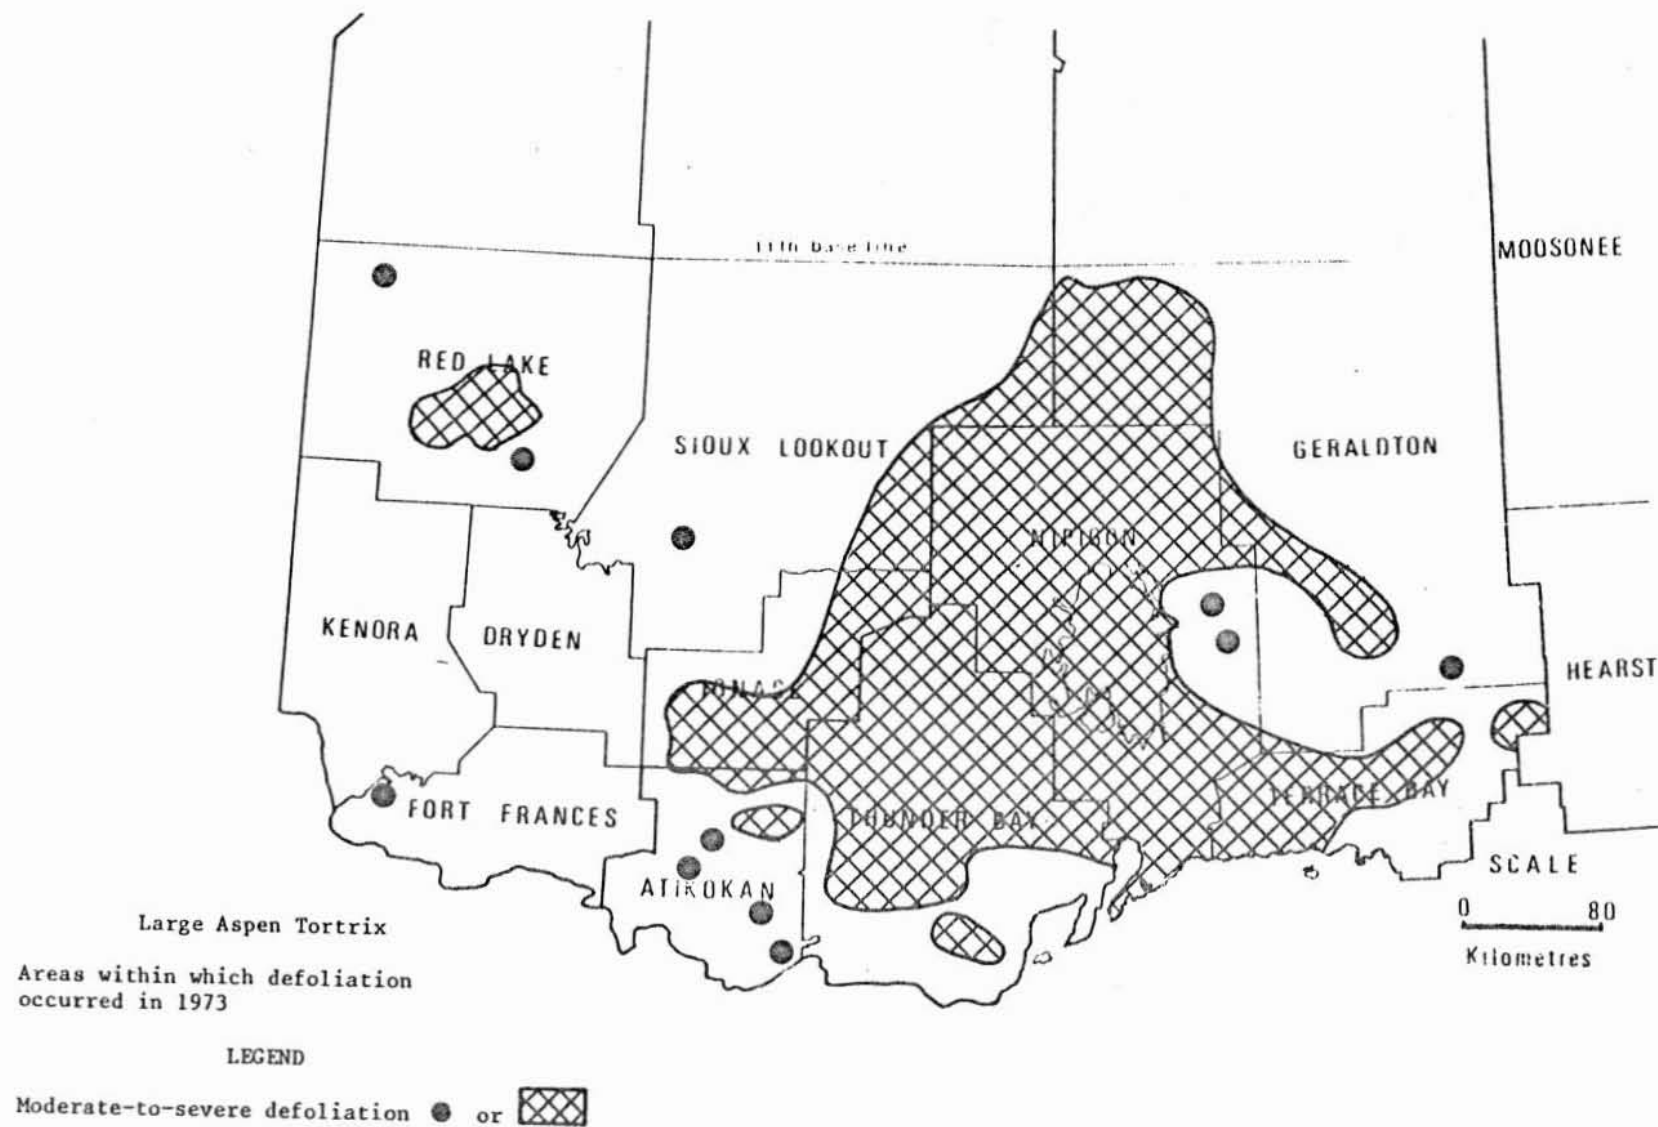 11th base line
MOOSONEE
RED LAKE
SIOUX LOOKOUT
GERALDTON
NIPIGON
KENORA
DRYDEN
IGNACE
HEARST
FORT FRANCES
THUNDER BAY
TERRACE BAY
ATIKOKAN
SCALE
0 80
Kilometres
Large Aspen Tortrix
Areas within which defoliation
occurred in 1973
LEGEND
Moderate-to-severe defoliation or